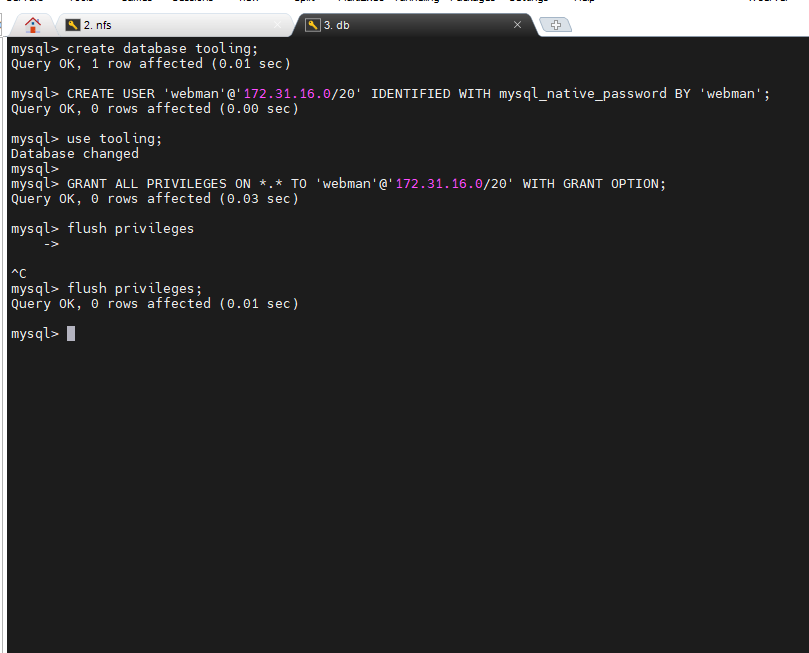 2. nfs
3. db
mysql> create database tooling;
Query OK, 1 row affected (0.01 sec)
mysql> CREATE USER 'webman'@'172.31.16.0/20' IDENTIFIED WITH mysql_native_password BY 'webman';
Query OK, 0 rows affected (0.00 sec)
mysql> use tooling;
Database changed
mysql>
mysql> GRANT ALL PRIVILEGES ON *.* TO 'webman'@'172.31.16.0/20' WITH GRANT OPTION;
Query OK, 0 rows affected (0.03 sec)
mysql> flush privileges
->
^C
mysql> flush privileges;
Query OK, 0 rows affected (0.01 sec)
mysql>